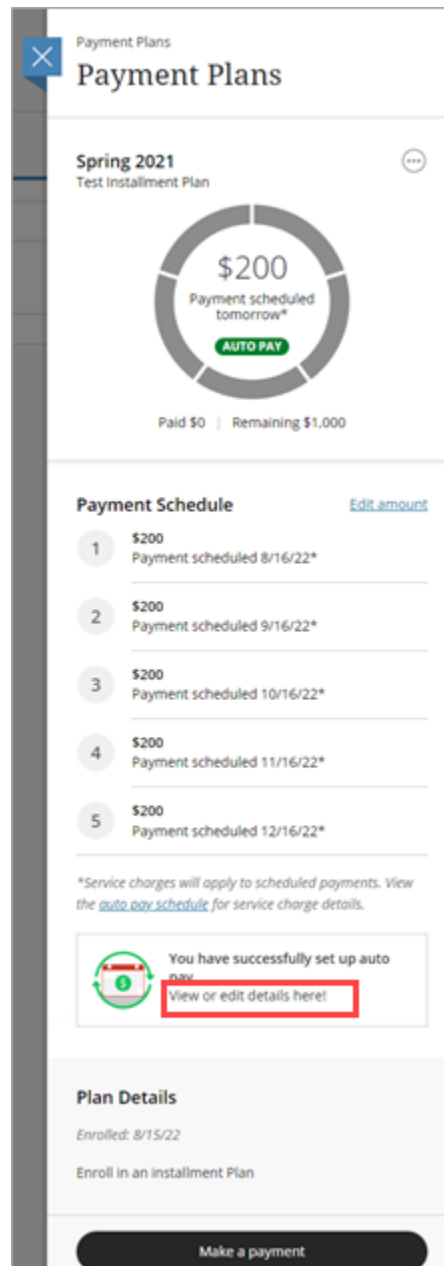 Payment Plans
Payment Plans
Spring 2021
Test Installment Plan
$200
Payment scheduled
tomorrow*
AUTO PAY
Paid $0 | Remaining $1,000
Payment Schedule
Edit amount
1
$200
Payment scheduled 8/16/22*
2
$200
Payment scheduled 9/16/22*
3
$200
Payment scheduled 10/16/22*
4
$200
Payment scheduled 11/16/22*
5
$200
Payment scheduled 12/16/22*
*Service charges will apply to scheduled payments. View
the auto pay schedule for service charge details.
$
You have successfully set up auto
pay
View or edit details here!
Plan Details
Enrolled: 8/15/22
Enroll in an installment Plan
Make a payment